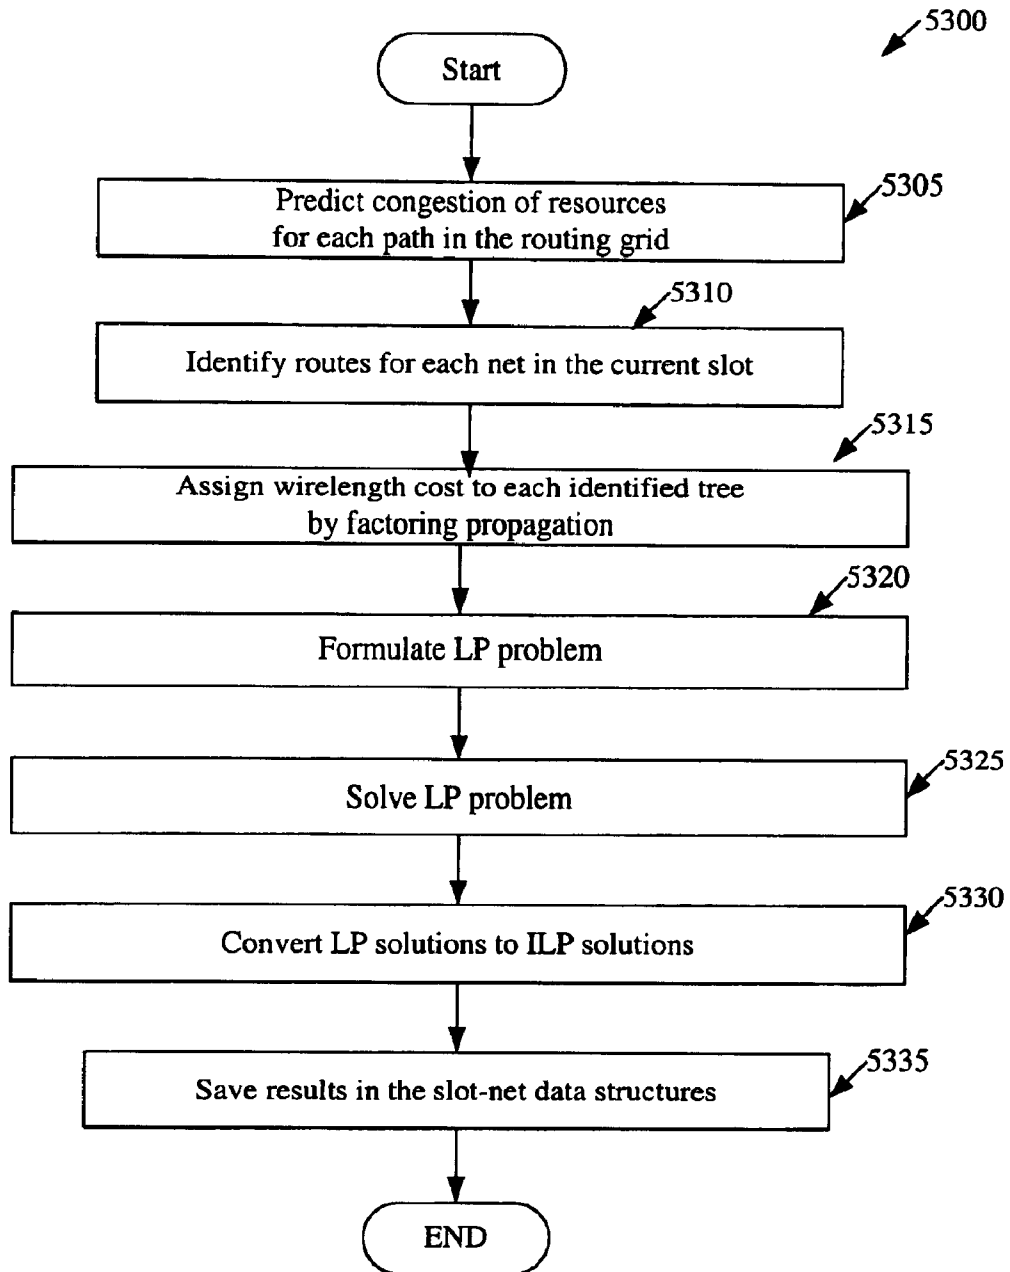 5300
Start
5305
Predict congestion of resources
for each path in the routing grid
5310
Identify routes for each net in the current slot
5315
Assign wirelength cost to each identified tree
by factoring propagation
5320
Formulate LP problem
5325
Solve LP problem
5330
Convert LP solutions to ILP solutions
5335
Save results in the slot-net data structures
END